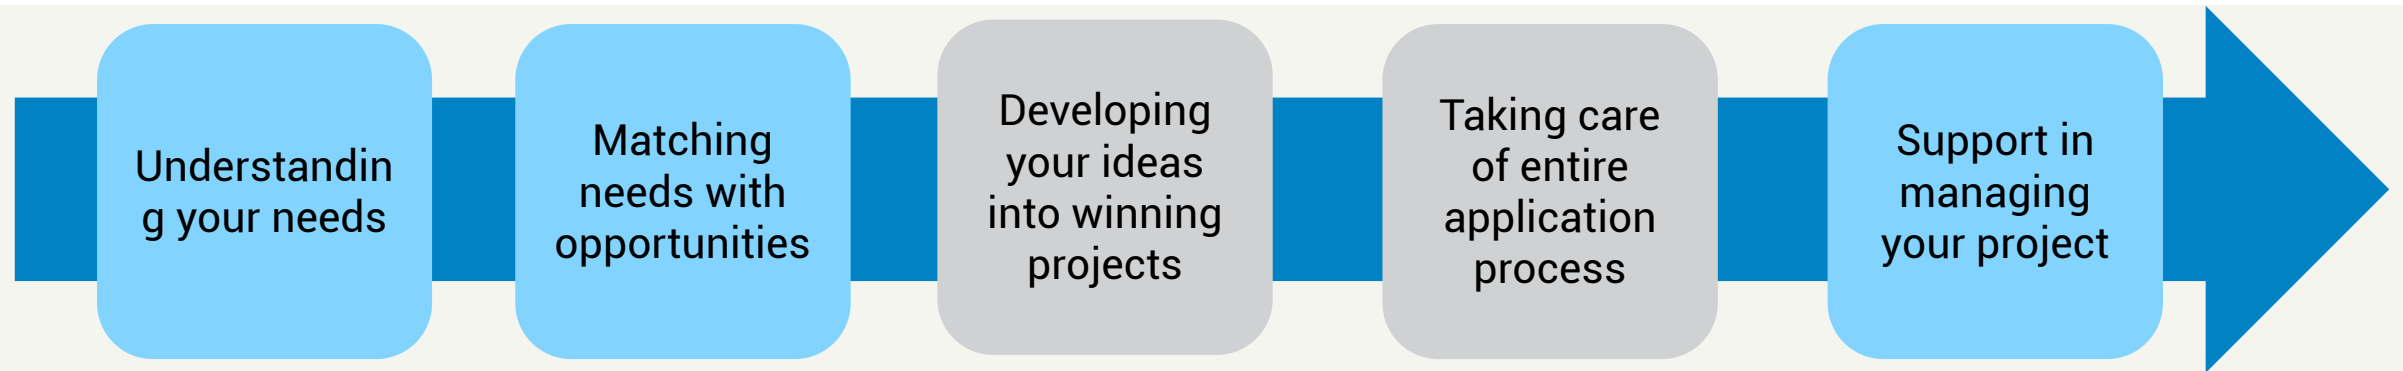 Understandin
g your needs
Matching
needs with
opportunities
Developing
your ideas
into winning
projects
Taking care
of entire
application
process
Support in
managing
your project